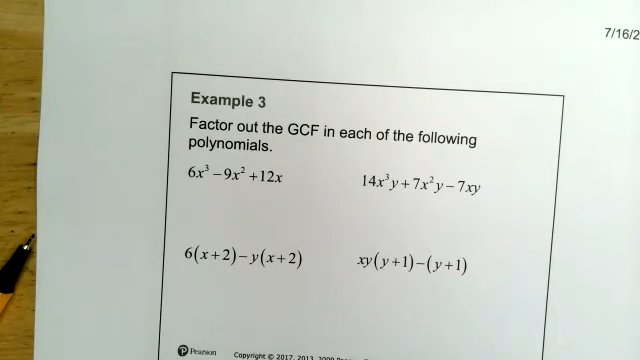 7/16/2
Example 3
Factor out the GCF in each of the following
polynomials.
6x³ − 9x² + 12x
14x³y + 7x²y − 7xy
6(x + 2) − y(x + 2)
xy(y + 1) − (y + 1)
Pearson Copyright © 2017, 2013, 2009